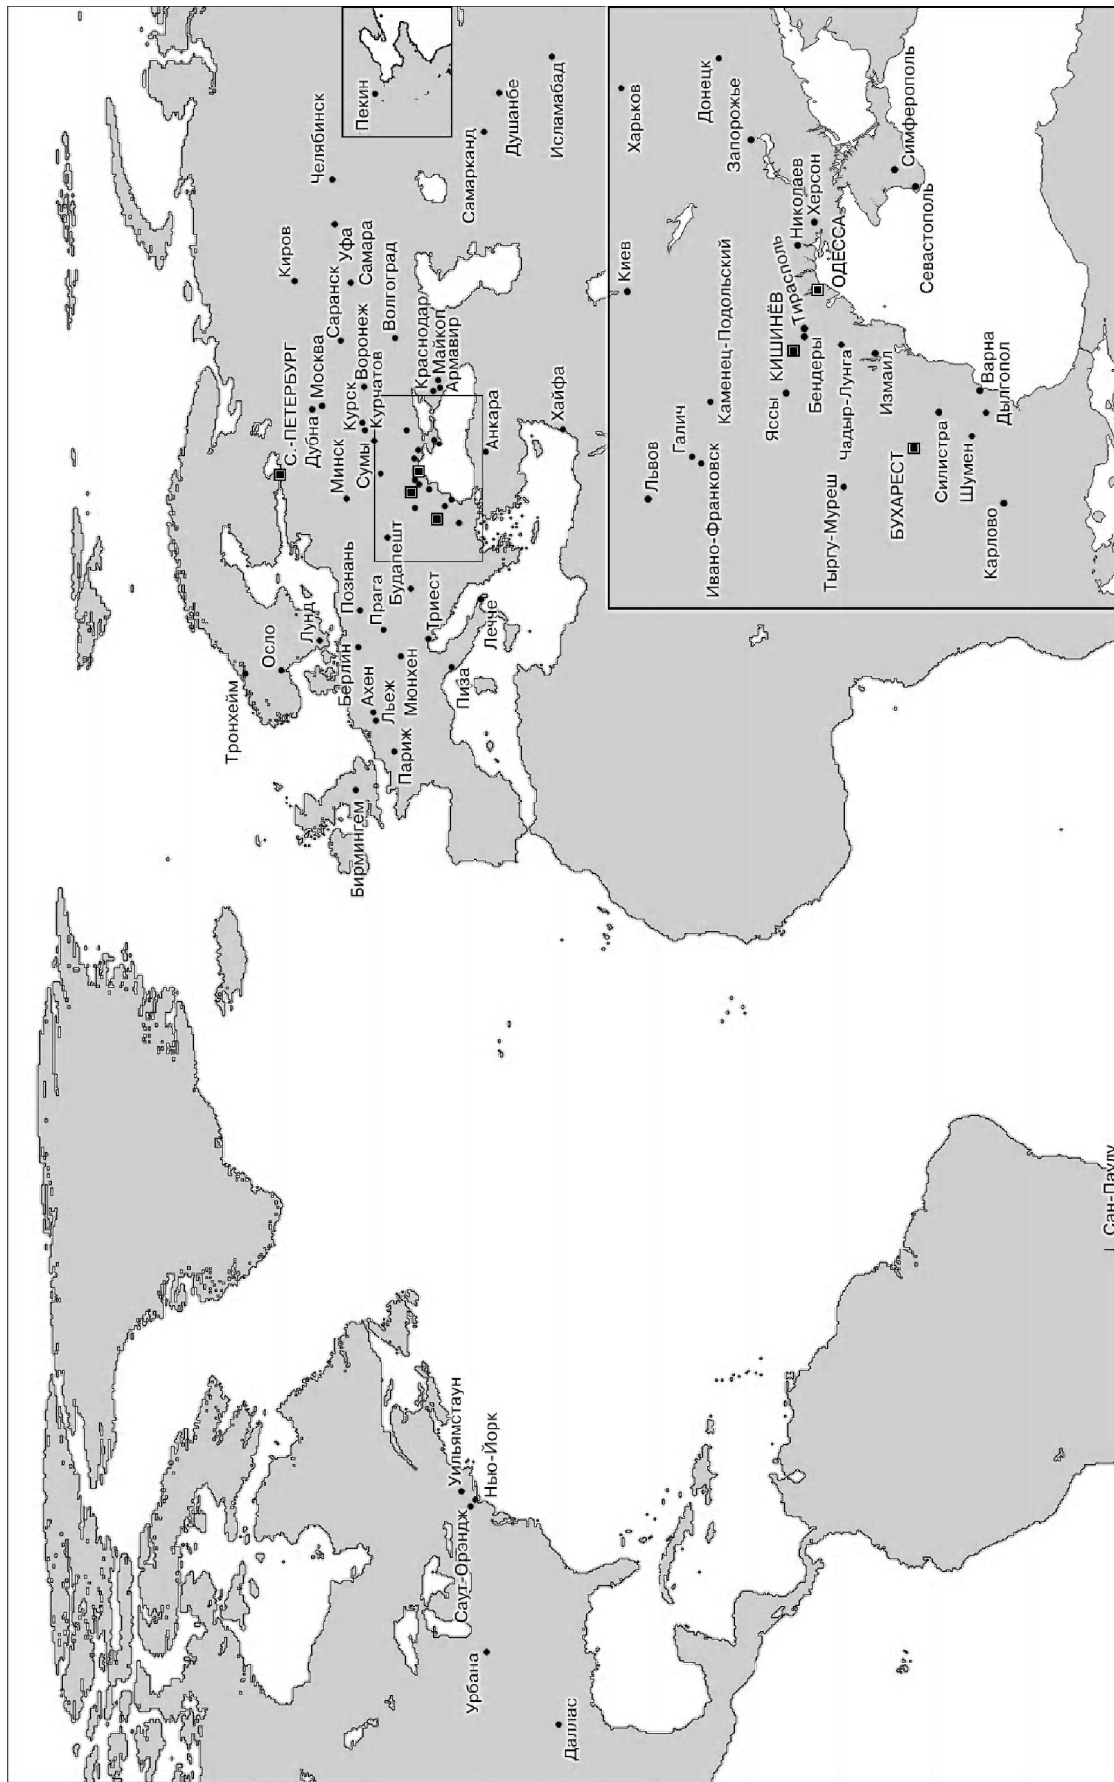 Пекин
Челябинск
Киров
Уфа
Самара
Саранск
Волгоград
Воронеж
Москва
Дубна
С.-ПЕТЕРБУРГ
Курск
Курчатов
Сумы
Минск
Краснодар
Майкоп
Армавир
Самарканд
Душанбе
Исламабад
Анкара
Хайфа
Тронхейм
Осло
Лунд
Познань
Берлин
Прага
Будапешт
Ахен
Льеж
Мюнхен
Париж
Триест
Пиза
Лечче
Бирмингем
Уильямстаун
Нью-Йорк
Саут-Орэндж
Урбана
Даллас
Сан-Паулу
Харьков
Донецк
Запорожье
Киев
Николаев
Херсон
ОДЕССА
Симферополь
Севастополь
Каменец-Подольский
Тирасполь
КИШИНЁВ
Бендеры
Яссы
Чадыр-Лунга
Измаил
Галич
Ивано-Франковск
Львов
Тыргу-Муреш
БУХАРЕСТ
Силистра
Шумен
Варна
Дылгопол
Карлово